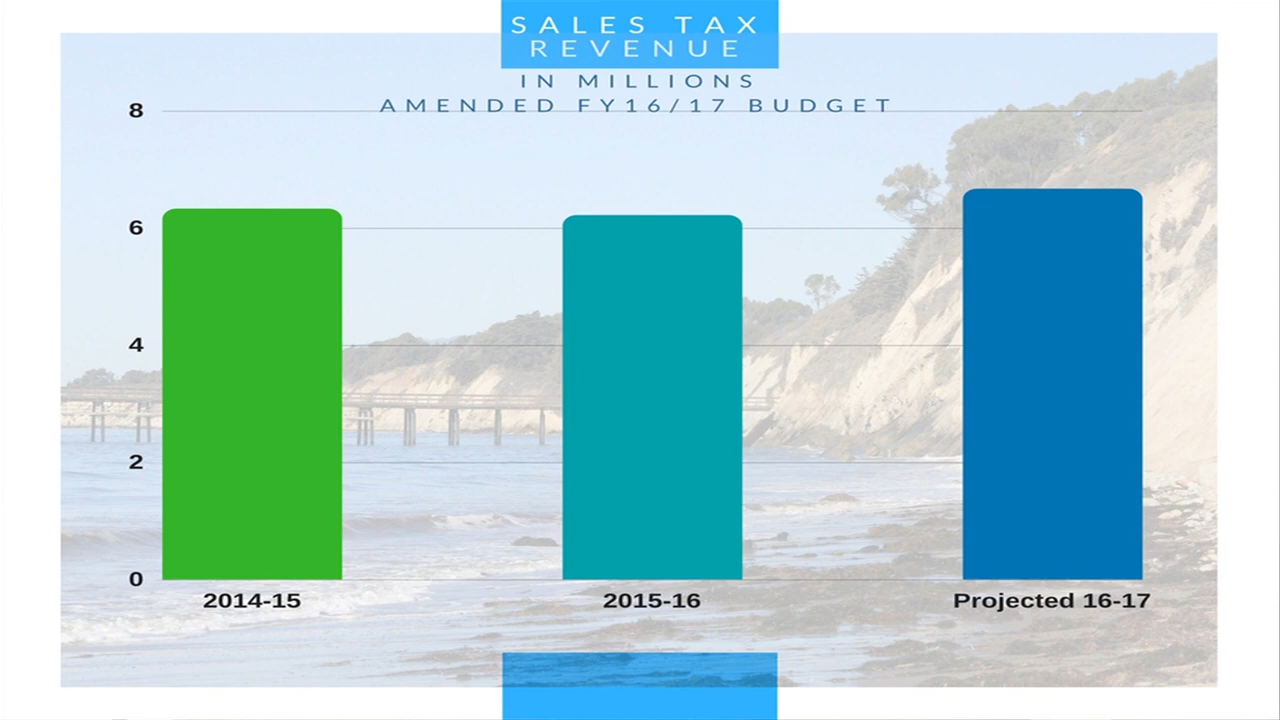 SALES TAX
REVENUE
IN MILLIONS
AMENDED FY16/17 BUDGET
8
6
4
2
0
2014-15
2015-16
Projected 16-17